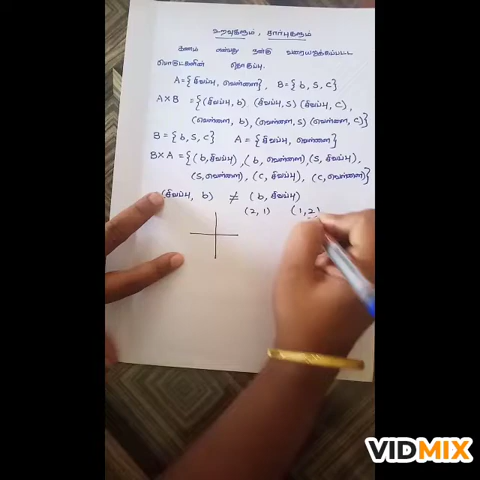 உறவுகளும், சார்புகளும்
கணம் என்பது நன்கு வரையறுக்கப்பட்ட
பொருட்களின் தொகுப்பு.
A = {சிவப்பு, வெள்ளை}, B = {b, s, c}
A×B = {(சிவப்பு, b) (சிவப்பு, s) (சிவப்பு, c),
(வெள்ளை, b), (வெள்ளை, s) (வெள்ளை, c)}
B = {b, s, c} A = {சிவப்பு, வெள்ளை}
B×A = {(b, சிவப்பு), (b, வெள்ளை), (s, சிவப்பு),
(s, வெள்ளை), (c, சிவப்பு), (c, வெள்ளை)}
(சிவப்பு, b) ≠ (b, சிவப்பு)
(2, 1) (1, 2)
VIDMIX